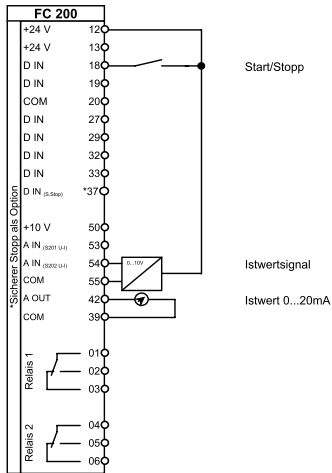 FC 200
+24 V 12
+24 V 13
D IN 18 Start/Stopp
D IN 19
COM 20
D IN 27
D IN 29
D IN 32
D IN 33
D IN (S.Stop) *37
*Sicherer Stopp als Option
+10 V 50
A IN (S201 U-I) 53
A IN (S202 U-I) 54 0...10V Istwertsignal
COM 55
A OUT 42 Istwert 0...20mA
COM 39
Relais 1
01
02
03
Relais 2
04
05
06